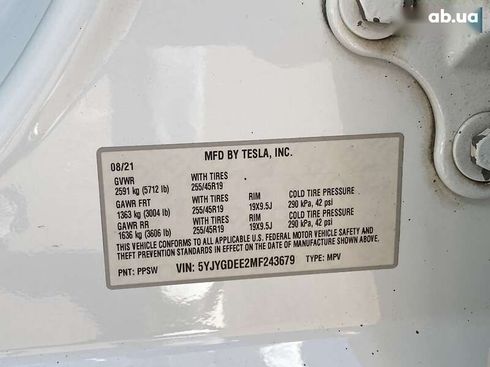 ab.ua
MFD BY TESLA, INC.
08/21
GVWR WITH TIRES
2591 kg (5712 lb) 255/45R19
GAWR FRT WITH TIRES RIM COLD TIRE PRESSURE
1363 kg (3004 lb) 255/45R19 19X9.5J 290 kPa, 42 psi
GAWR RR WITH TIRES RIM COLD TIRE PRESSURE
1636 kg (3606 lb) 255/45R19 19X9.5J 290 kPa, 42 psi
THIS VEHICLE CONFORMS TO ALL APPLICABLE U.S. FEDERAL MOTOR VEHICLE SAFETY AND
THEFT PREVENTION STANDARDS IN EFFECT ON THE DATE OF MANUFACTURE SHOWN ABOVE.
PNT: PPSW VIN: 5YJYGDEE2MF243679 TYPE: MPV